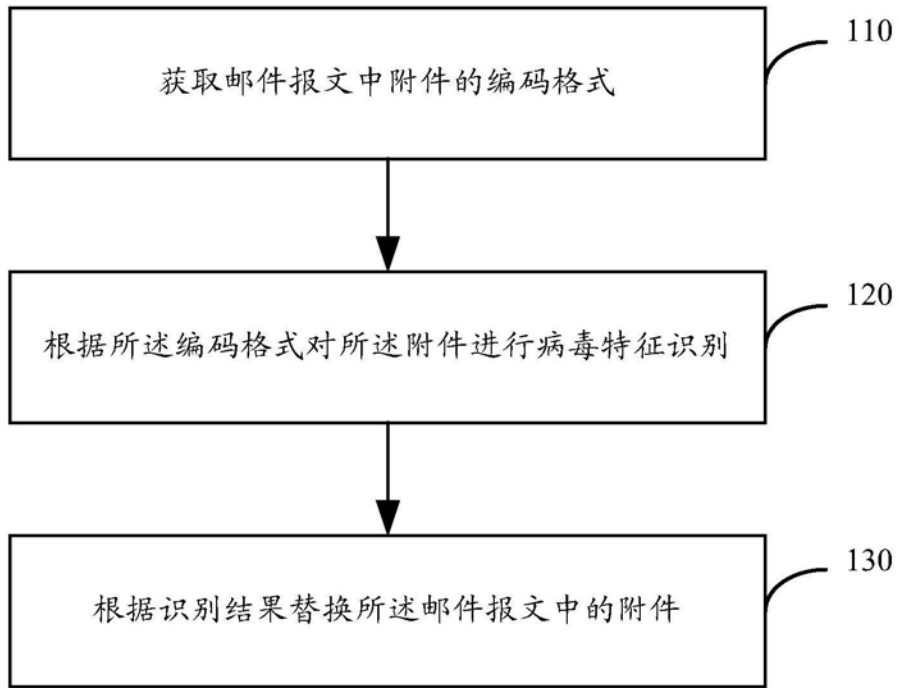 110
获取邮件报文中附件的编码格式
120
根据所述编码格式对所述附件进行病毒特征识别
130
根据识别结果替换所述邮件报文中的附件